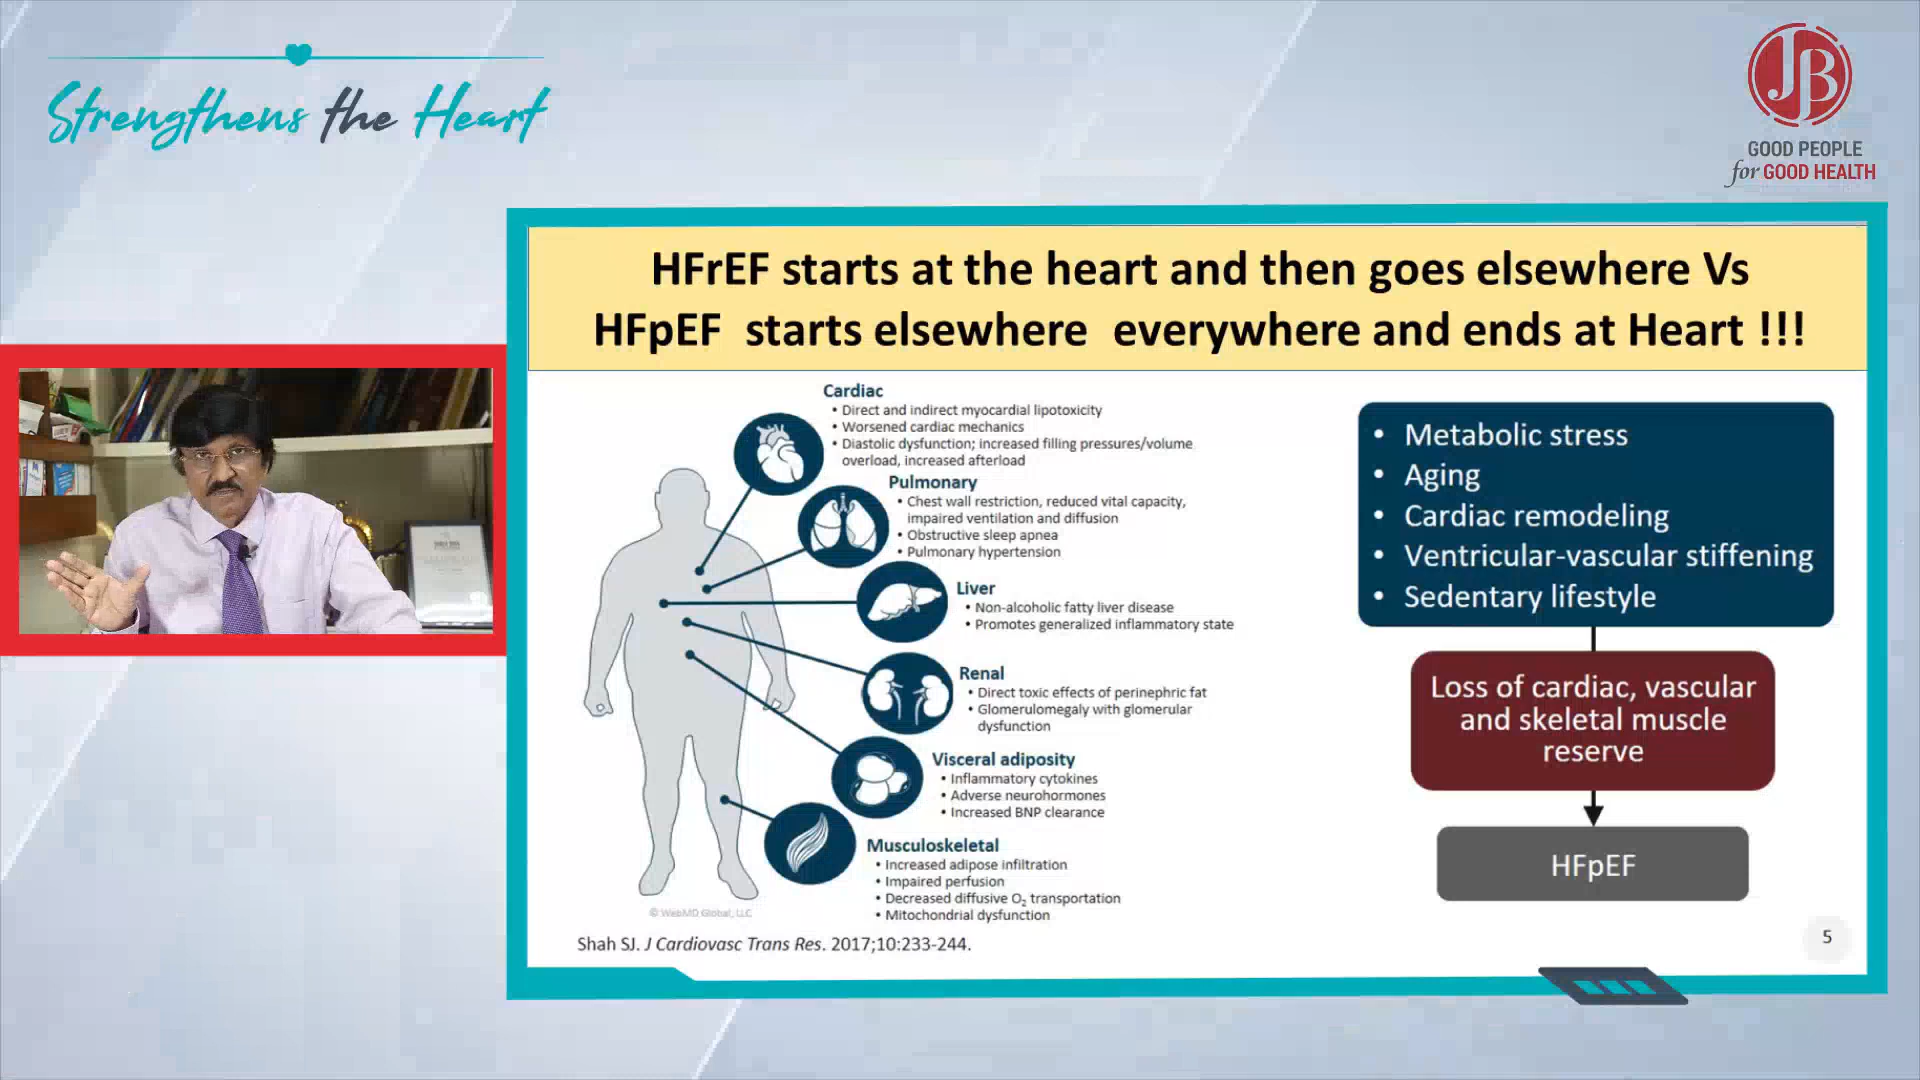 Strengthens the Heart
JB
GOOD PEOPLE
for GOOD HEALTH
HFrEF starts at the heart and then goes elsewhere Vs
HFpEF starts elsewhere everywhere and ends at Heart !!!
Cardiac
• Direct and indirect myocardial lipotoxicity
• Worsened cardiac mechanics
• Diastolic dysfunction; increased filling pressures/volume
overload, increased afterload
Pulmonary
• Chest wall restriction, reduced vital capacity,
impaired ventilation and diffusion
• Obstructive sleep apnea
• Pulmonary hypertension
Liver
• Non-alcoholic fatty liver disease
• Promotes generalized inflammatory state
Renal
• Direct toxic effects of perinephric fat
• Glomerulomegaly with glomerular
dysfunction
Visceral adiposity
• Inflammatory cytokines
• Adverse neurohormones
• Increased BNP clearance
Musculoskeletal
• Increased adipose infiltration
• Impaired perfusion
• Decreased diffusive O₂ transportation
• Mitochondrial dysfunction
© WebMD Global, LLC
Shah SJ. J Cardiovasc Trans Res. 2017;10:233-244.
• Metabolic stress
• Aging
• Cardiac remodeling
• Ventricular-vascular stiffening
• Sedentary lifestyle
Loss of cardiac, vascular
and skeletal muscle
reserve
HFpEF
5